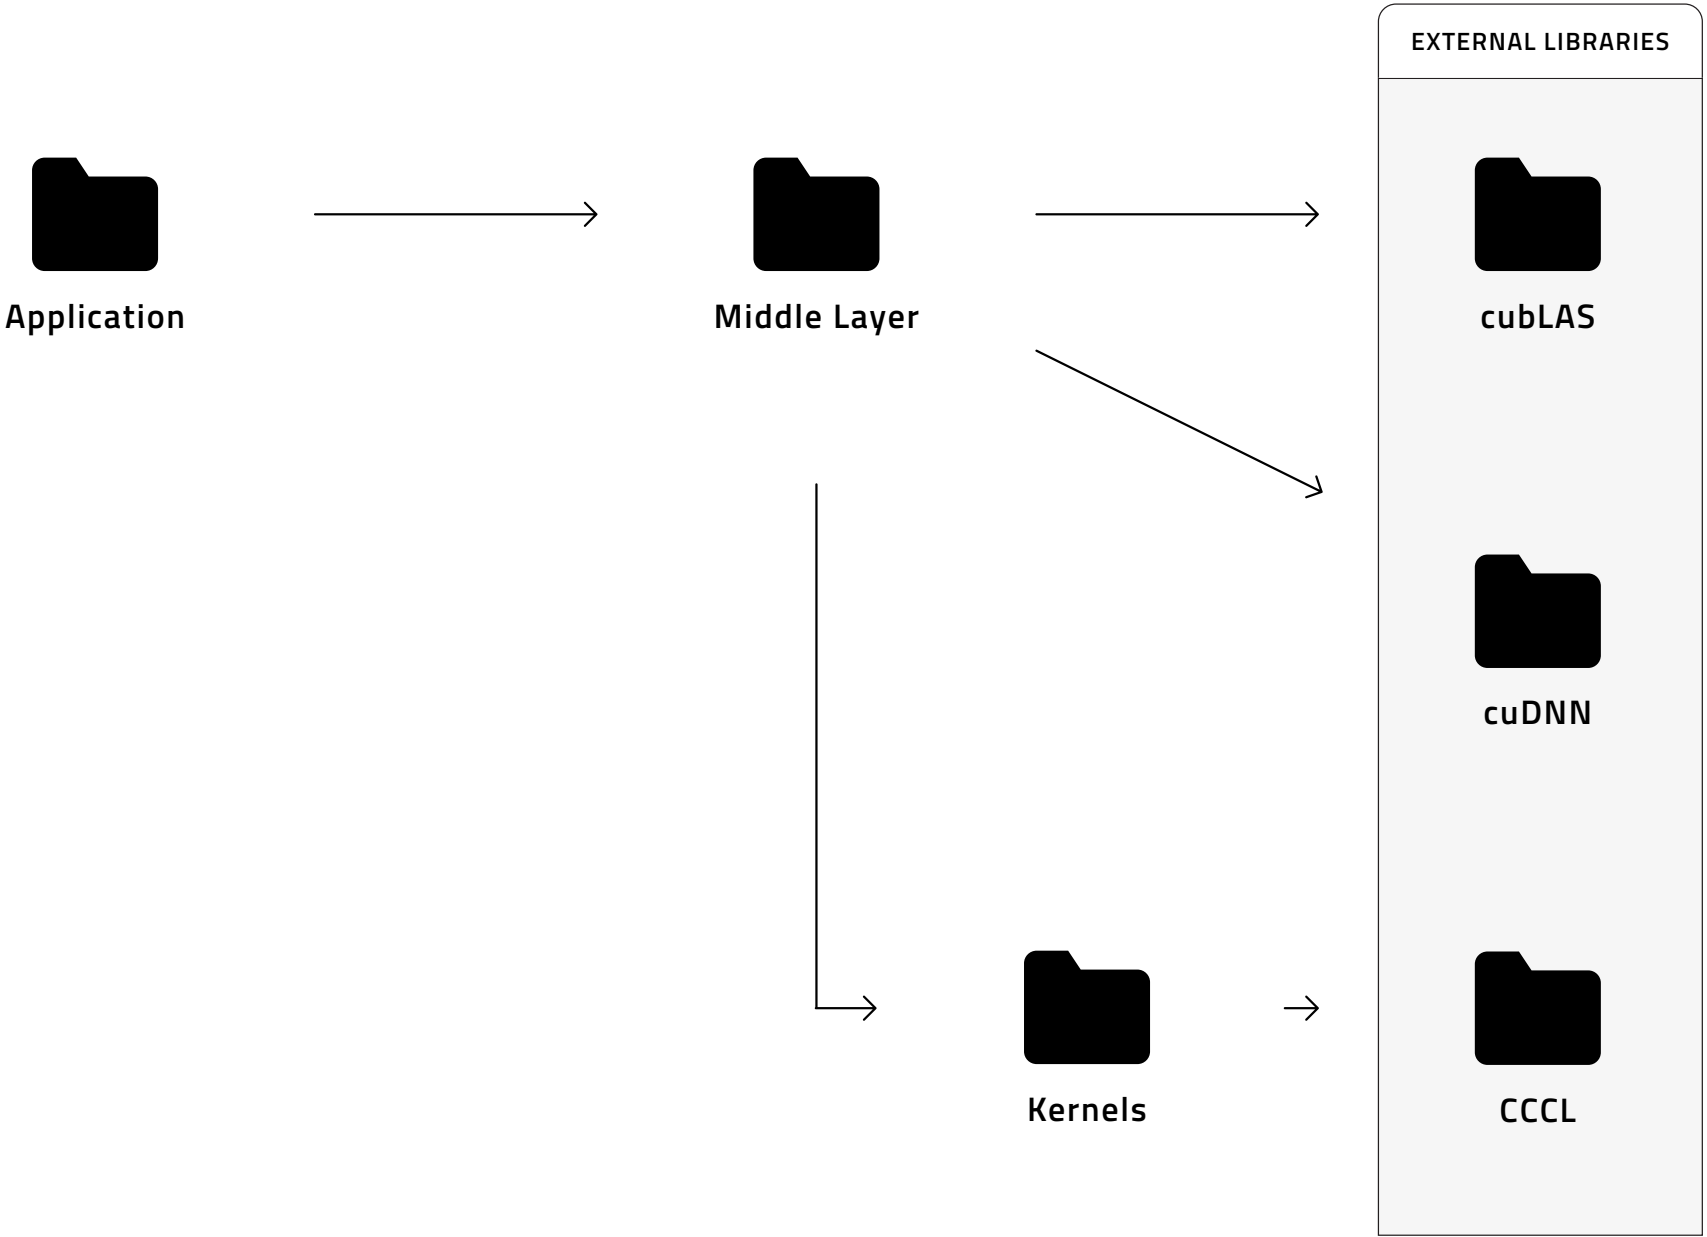 EXTERNAL LIBRARIES
Application
Middle Layer
cubLAS
cuDNN
Kernels
CCCL